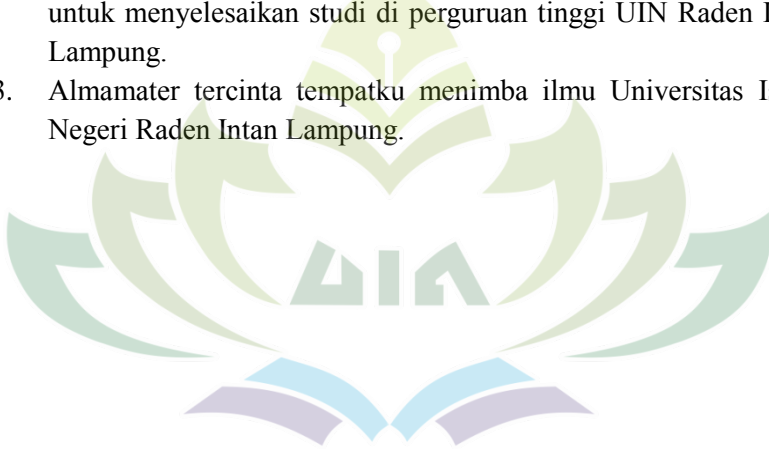 untuk menyelesaikan studi di perguruan tinggi UIN Raden I
Lampung.
3. Almamater tercinta tempatku menimba ilmu Universitas I
Negeri Raden Intan Lampung.
UIN